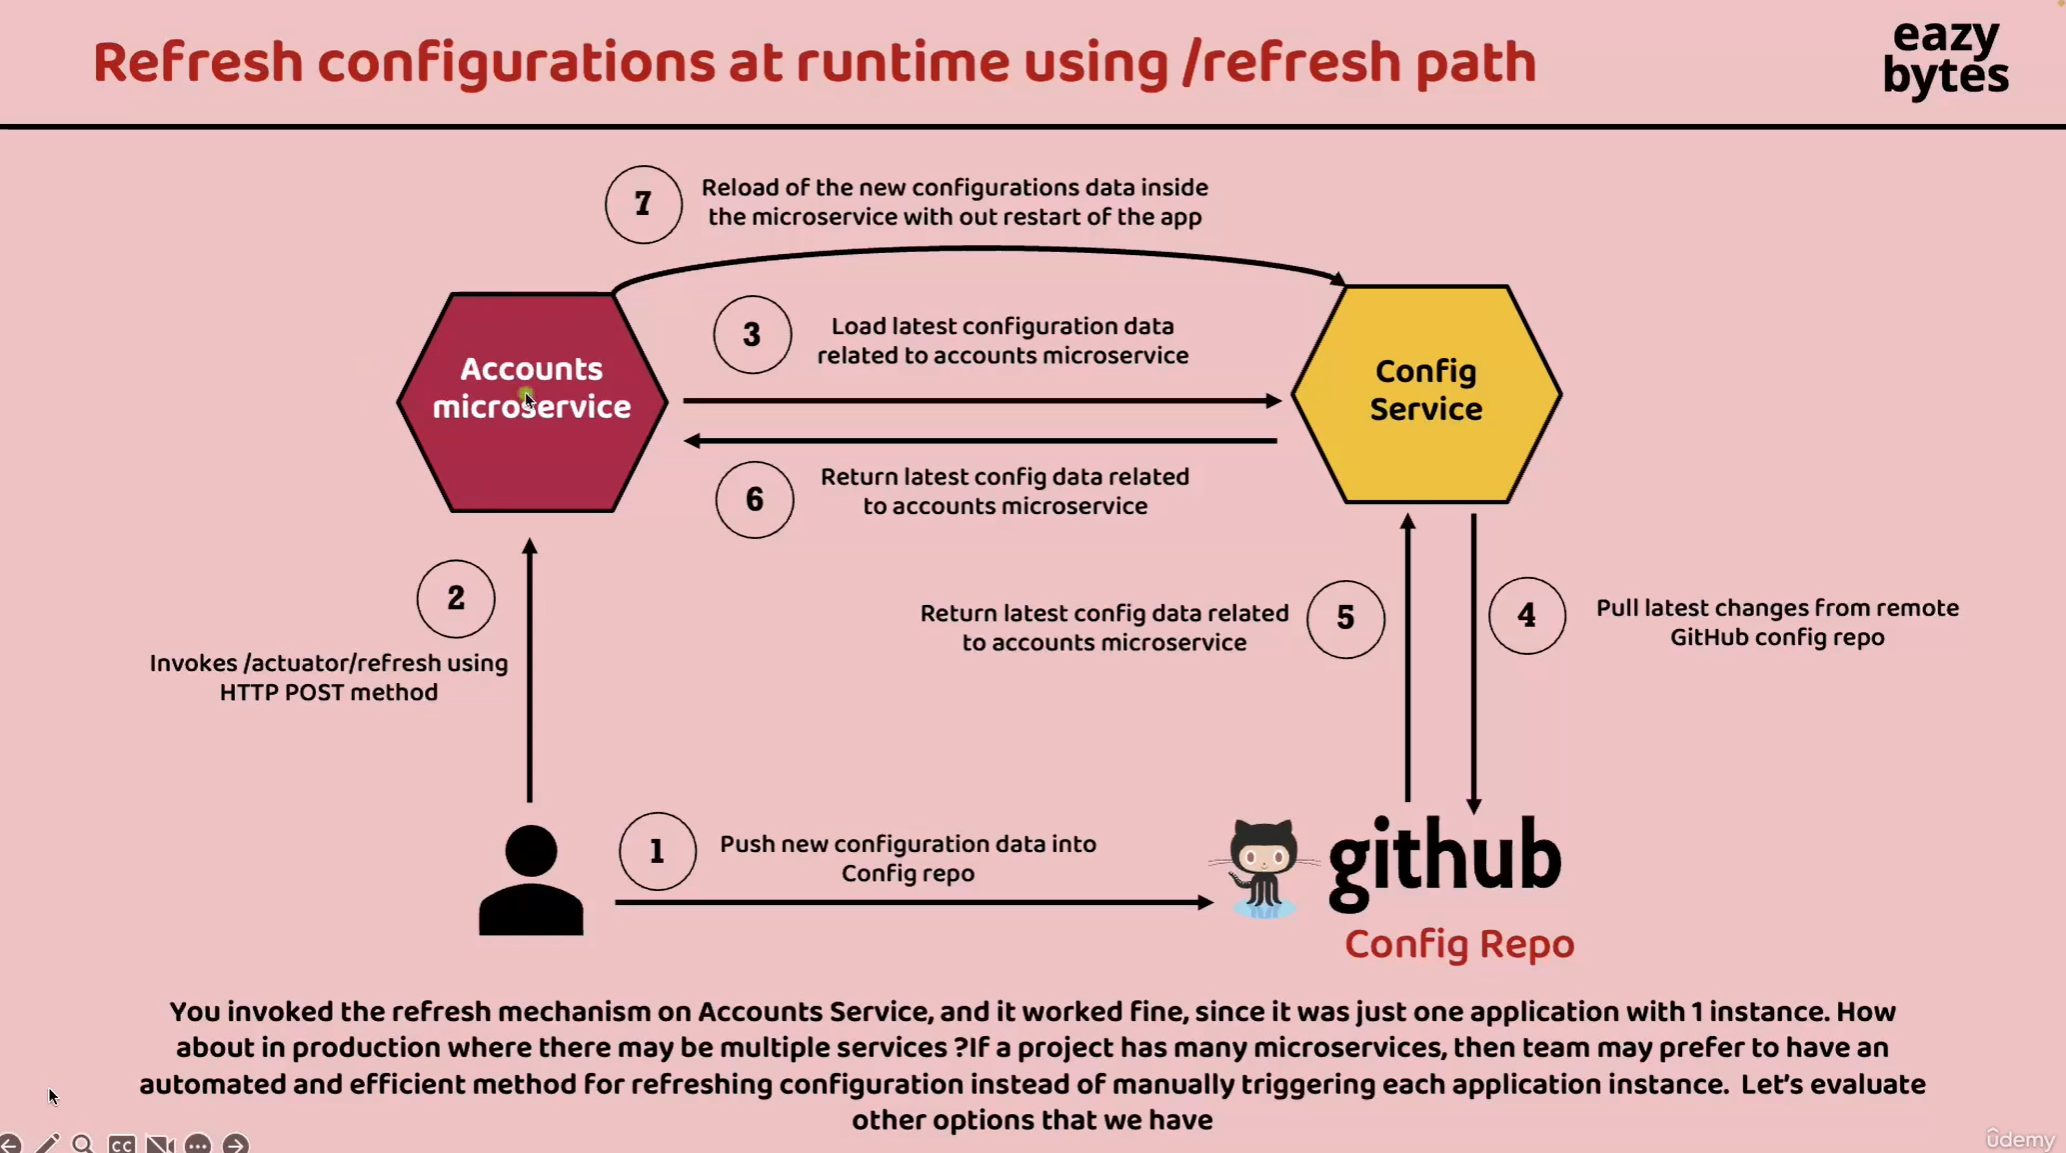 Refresh configurations at runtime using /refresh path
eazy
bytes
7
Reload of the new configurations data inside
the microservice with out restart of the app
3
Load latest configuration data
related to accounts microservice
Accounts
microservice
Config
Service
6
Return latest config data related
to accounts microservice
2
Invokes /actuator/refresh using
HTTP POST method
Return latest config data related
to accounts microservice
5
4
Pull latest changes from remote
GitHub config repo
1
Push new configuration data into
Config repo
github
Config Repo
You invoked the refresh mechanism on Accounts Service, and it worked fine, since it was just one application with 1 instance. How
about in production where there may be multiple services ?If a project has many microservices, then team may prefer to have an
automated and efficient method for refreshing configuration instead of manually triggering each application instance. Let's evaluate
other options that we have
CC
ûdemy